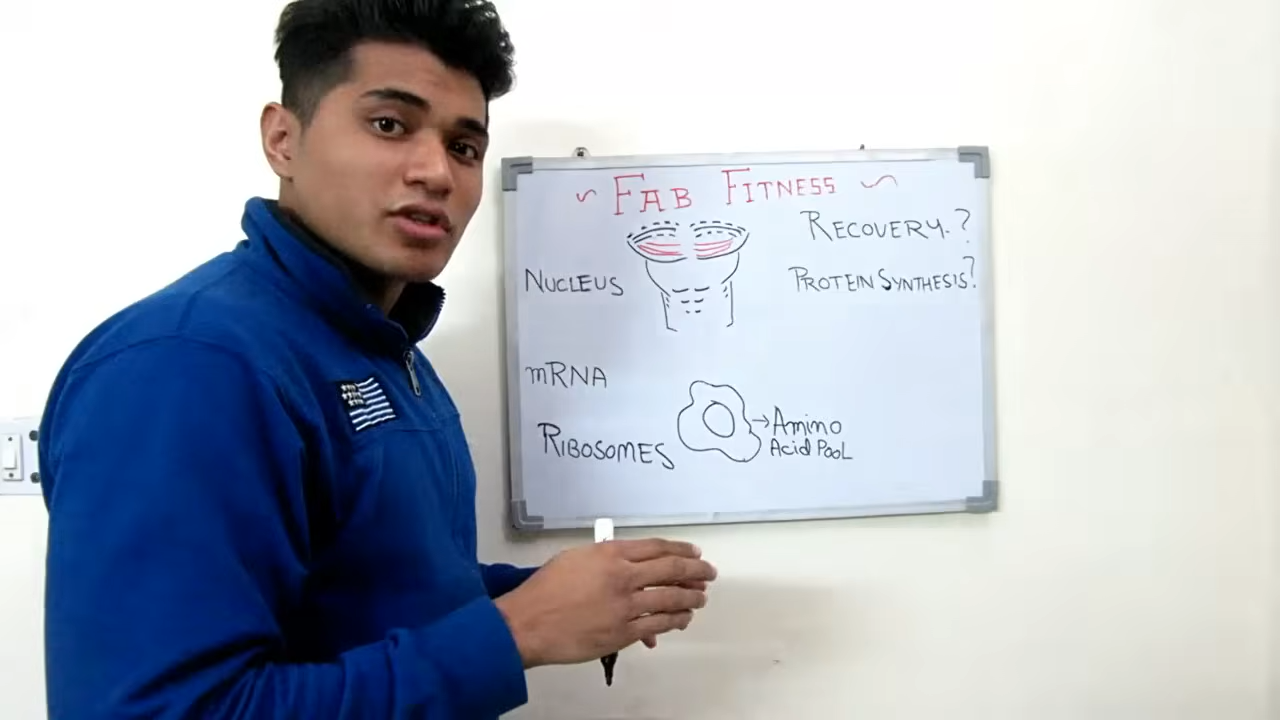 ~ FAB FITNESS ~
RECOVERY.?
NUCLEUS
PROTEIN SYNTHESIS?
mRNA
RIBOSOMES
→Amino
Acid PooL